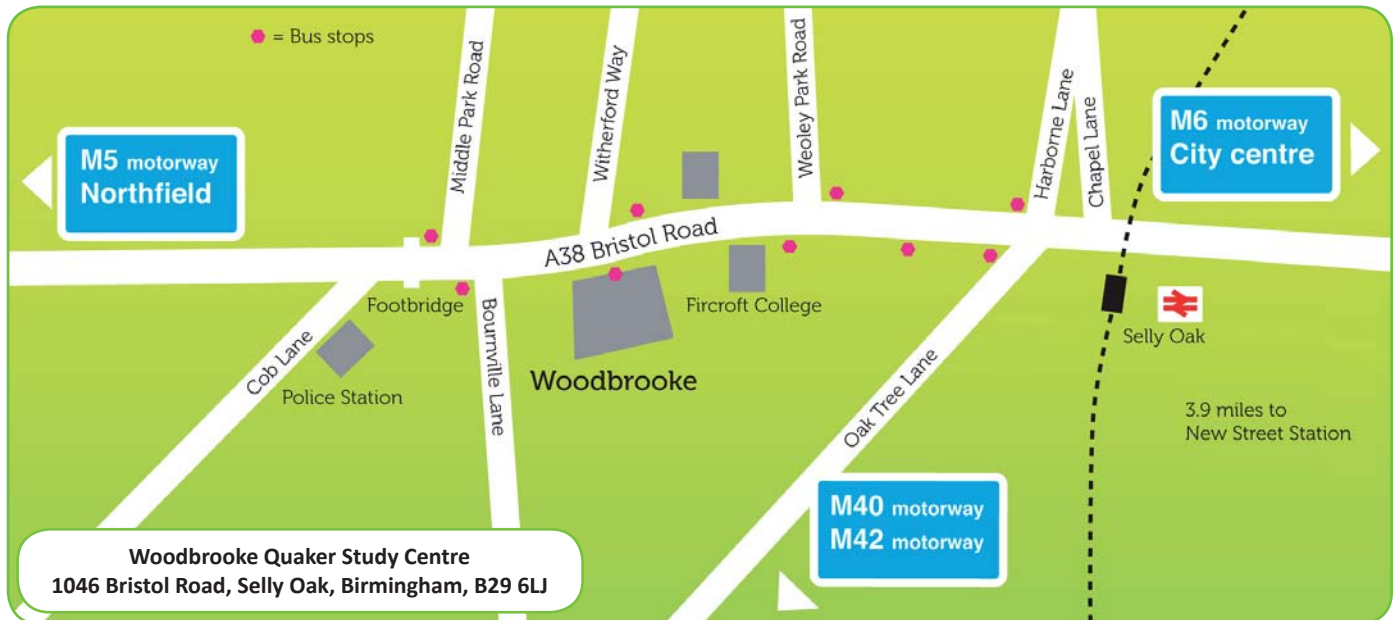 = Bus stops
M5 motorway
Northfield
Middle Park Road
Witherford Way
Weoley Park Road
Harborne Lane
Chapel Lane
M6 motorway
City centre
A38 Bristol Road
Footbridge
Cob Lane
Police Station
Bournville Lane
Woodbrooke
Fircroft College
Oak Tree Lane
Selly Oak
3.9 miles to
New Street Station
M40 motorway
M42 motorway
Woodbrooke Quaker Study Centre
1046 Bristol Road, Selly Oak, Birmingham, B29 6LJ